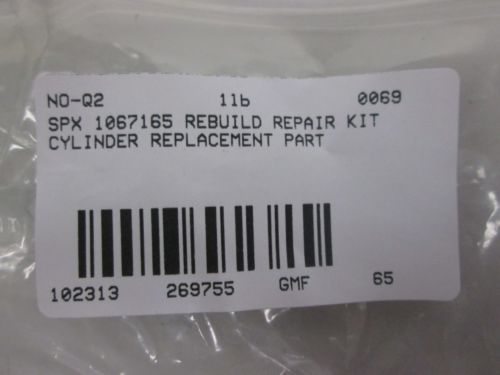 NO-Q2 11b 0069
SPX 1067165 REBUILD REPAIR KIT
CYLINDER REPLACEMENT PART
102313 269755 GMF 65